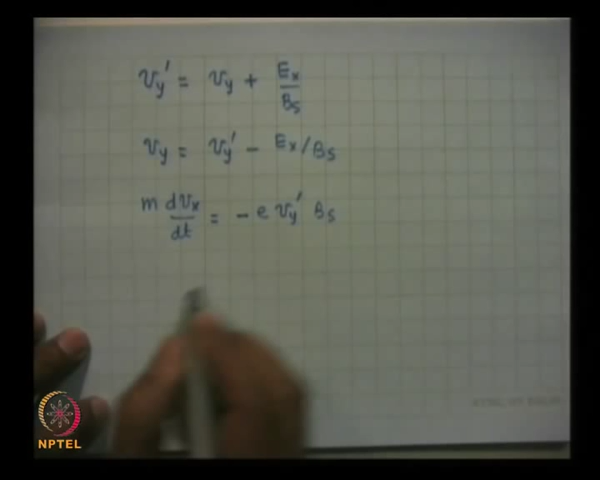 vy' = vy + Ex/Bs
vy = vy' - Ex/Bs
m dvx/dt = - e vy' Bs
NPTEL